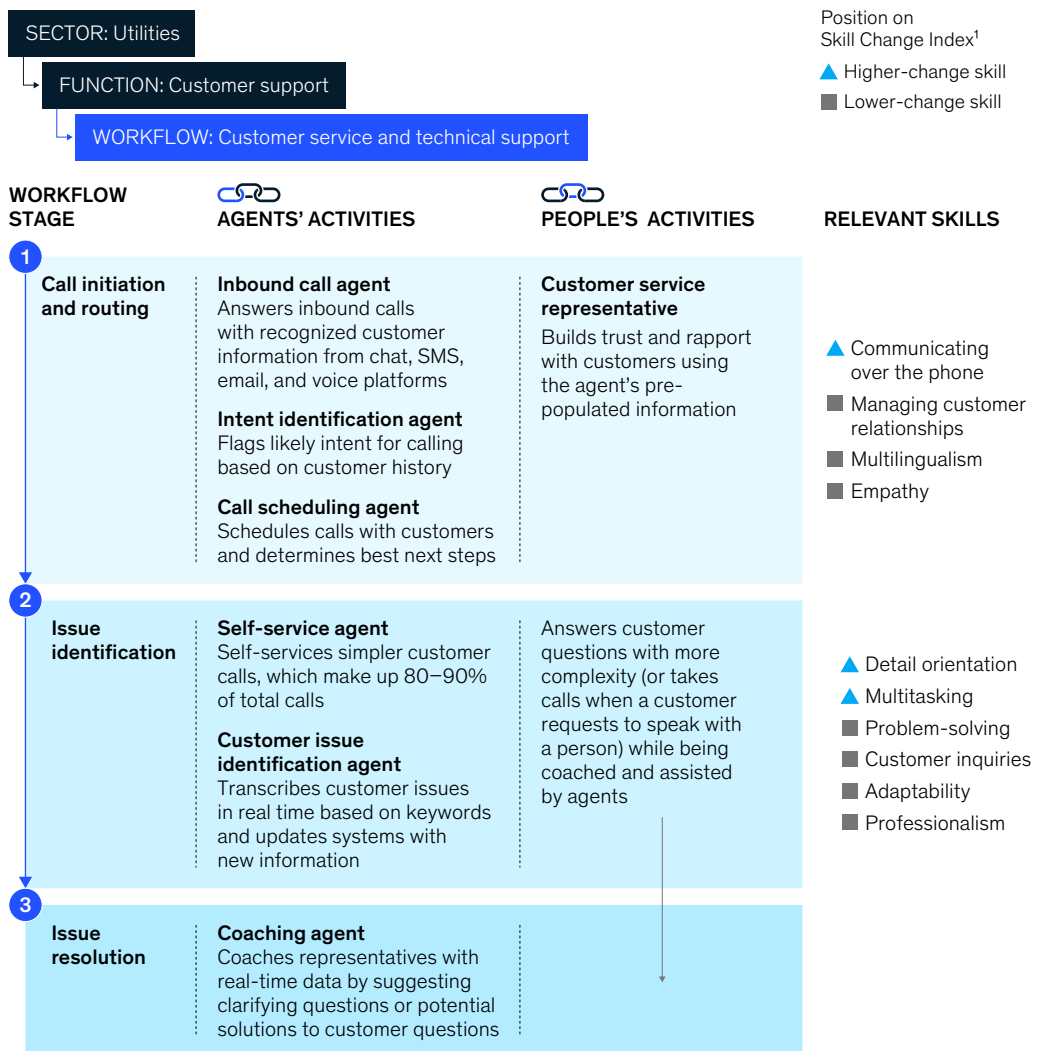 SECTOR: Utilities
FUNCTION: Customer support
WORKFLOW: Customer service and technical support
Position on
Skill Change Index¹
Higher-change skill
Lower-change skill
WORKFLOW
STAGE
AGENTS' ACTIVITIES
PEOPLE'S ACTIVITIES
RELEVANT SKILLS
1
Call initiation
and routing
Inbound call agent
Answers inbound calls
with recognized customer
information from chat, SMS,
email, and voice platforms
Intent identification agent
Flags likely intent for calling
based on customer history
Call scheduling agent
Schedules calls with customers
and determines best next steps
Customer service
representative
Builds trust and rapport
with customers using
the agent's pre-
populated information
Communicating
over the phone
Managing customer
relationships
Multilingualism
Empathy
2
Issue
identification
Self-service agent
Self-services simpler customer
calls, which make up 80–90%
of total calls
Customer issue
identification agent
Transcribes customer issues
in real time based on keywords
and updates systems with
new information
Answers customer
questions with more
complexity (or takes
calls when a customer
requests to speak with
a person) while being
coached and assisted
by agents
Detail orientation
Multitasking
Problem-solving
Customer inquiries
Adaptability
Professionalism
3
Issue
resolution
Coaching agent
Coaches representatives with
real-time data by suggesting
clarifying questions or potential
solutions to customer questions